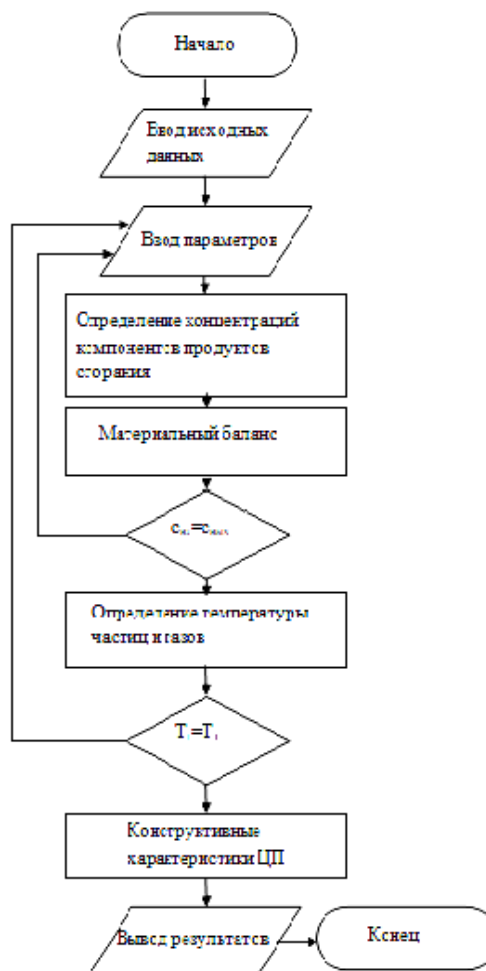 Начало
Ввод исходных
данных
Ввод параметров
Определение концентраций
компонентов продуктов
сгорания
Материальный баланс
Определение температуры
частиц и газов
Конструктивные
характеристики ЦП
Вывод результатов
Конец